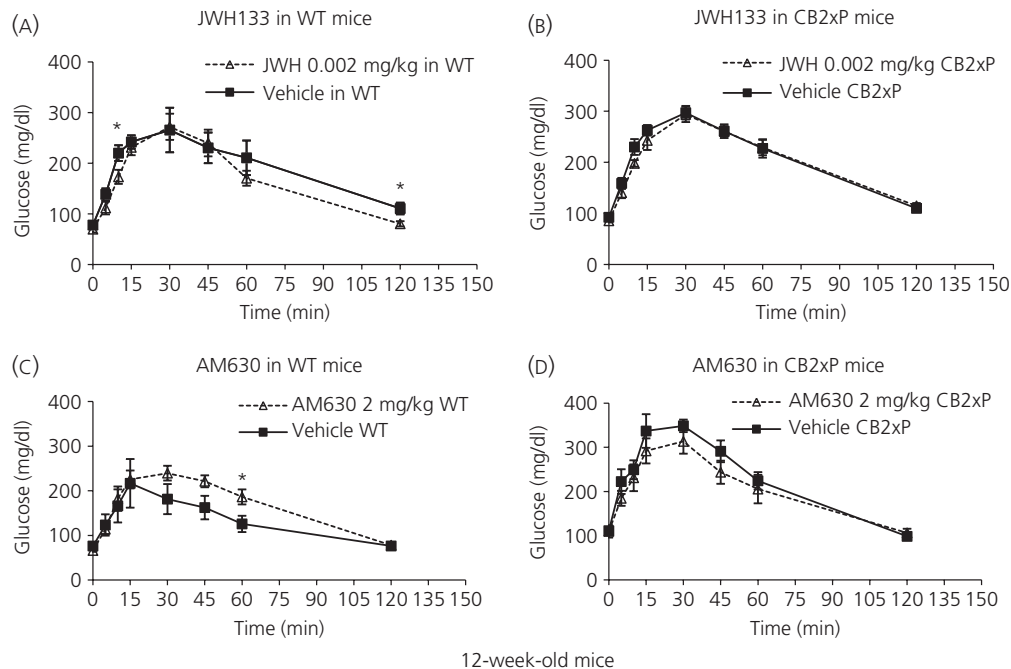 (A)
JWH133 in WT mice
400
300
200
100
0
Glucose (mg/dl)
JWH 0.002 mg/kg in WT
Vehicle in WT
*
*
0 15 30 45 60 75 90 105 120 135 150
Time (min)
(B)
JWH133 in CB2xP mice
400
300
200
100
0
Glucose (mg/dl)
JWH 0.002 mg/kg CB2xP
Vehicle CB2xP
0 15 30 45 60 75 90 105 120 135 150
Time (min)
(C)
AM630 in WT mice
400
300
200
100
0
Glucose (mg/dl)
AM630 2 mg/kg WT
Vehicle WT
*
0 15 30 45 60 75 90 105 120 135 150
Time (min)
(D)
AM630 in CB2xP mice
400
300
200
100
0
Glucose (mg/dl)
AM630 2 mg/kg CB2xP
Vehicle CB2xP
0 15 30 45 60 75 90 105 120 135 150
Time (min)
12-week-old mice